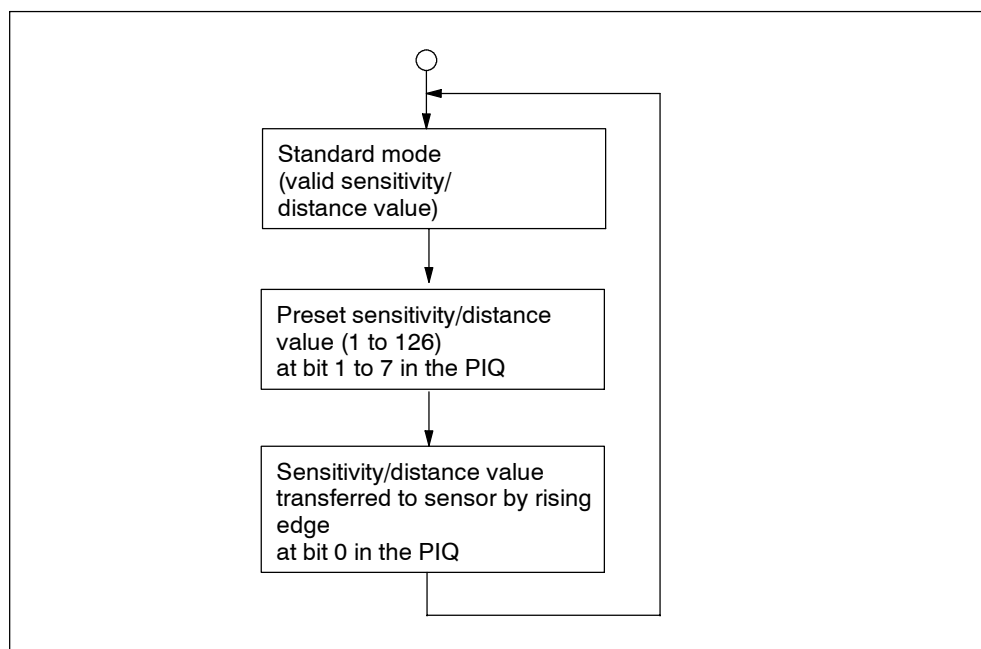 Standard mode
(valid sensitivity/
distance value)
Preset sensitivity/distance
value (1 to 126)
at bit 1 to 7 in the PIQ
Sensitivity/distance value
transferred to sensor by rising
edge
at bit 0 in the PIQ